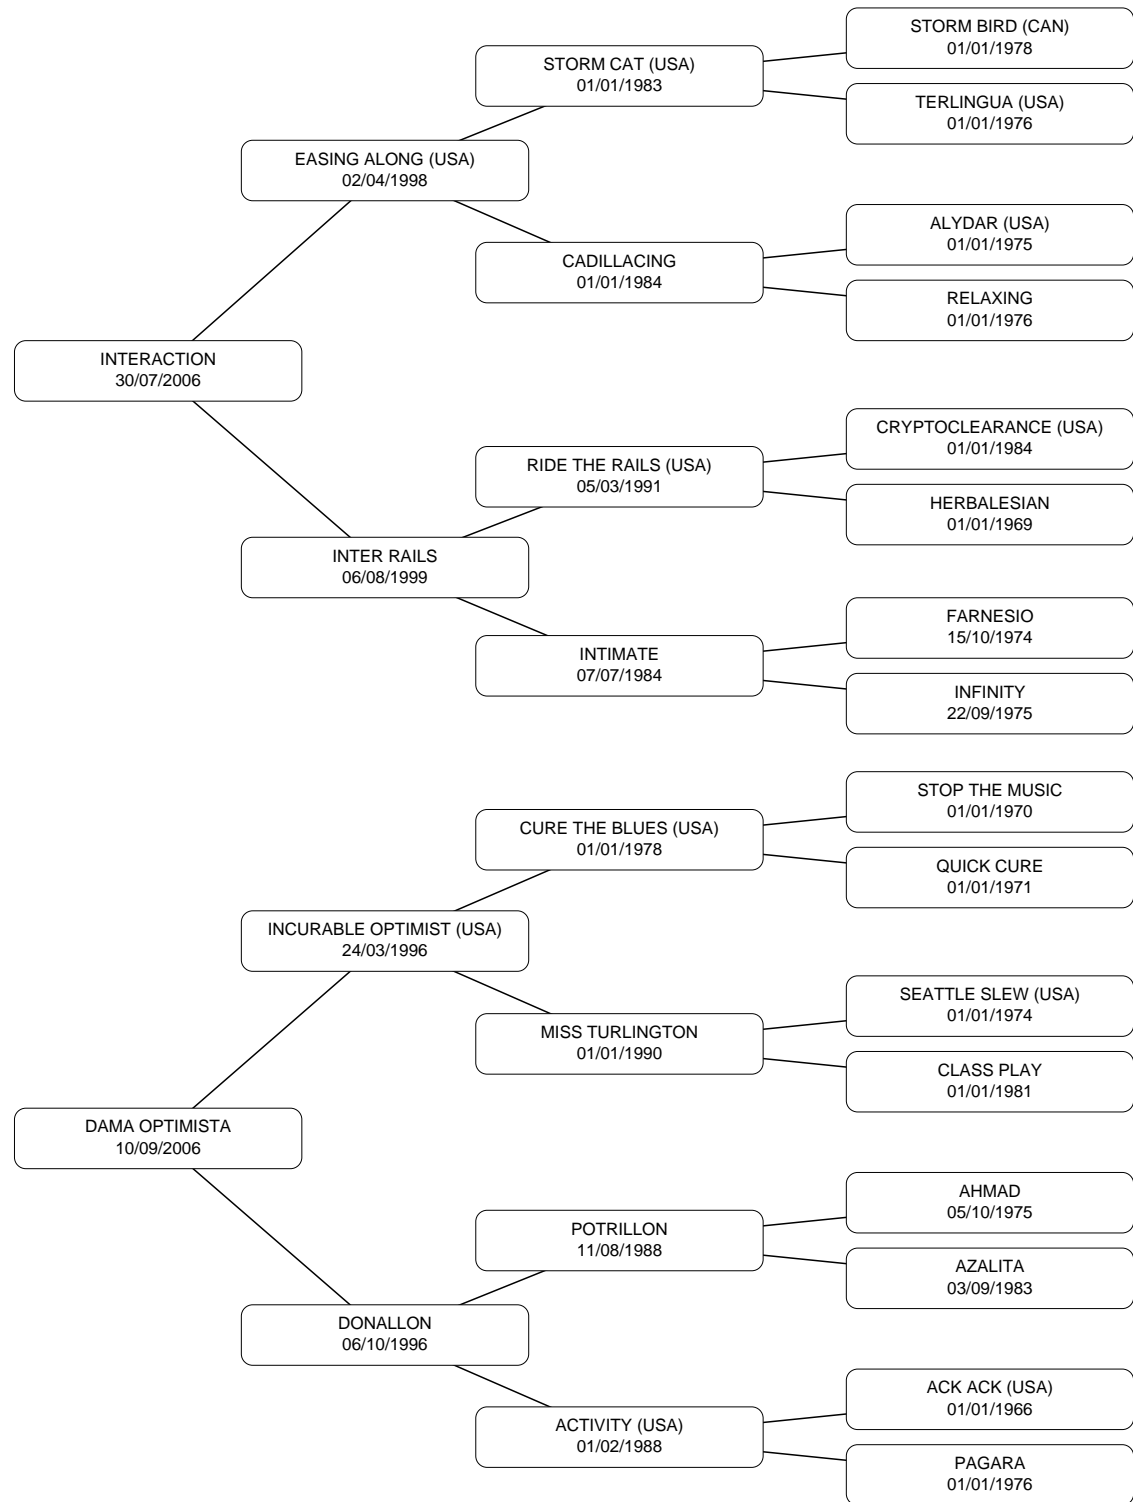 STORM BIRD (CAN)
01/01/1978
STORM CAT (USA)
01/01/1983
TERLINGUA (USA)
01/01/1976
EASING ALONG (USA)
02/04/1998
ALYDAR (USA)
01/01/1975
CADILLACING
01/01/1984
RELAXING
01/01/1976
INTERACTION
30/07/2006
CRYPTOCLEARANCE (USA)
01/01/1984
RIDE THE RAILS (USA)
05/03/1991
HERBALESIAN
01/01/1969
INTER RAILS
06/08/1999
FARNESIO
15/10/1974
INTIMATE
07/07/1984
INFINITY
22/09/1975
STOP THE MUSIC
01/01/1970
CURE THE BLUES (USA)
01/01/1978
QUICK CURE
01/01/1971
INCURABLE OPTIMIST (USA)
24/03/1996
SEATTLE SLEW (USA)
01/01/1974
MISS TURLINGTON
01/01/1990
CLASS PLAY
01/01/1981
DAMA OPTIMISTA
10/09/2006
AHMAD
05/10/1975
POTRILLON
11/08/1988
AZALITA
03/09/1983
DONALLON
06/10/1996
ACK ACK (USA)
01/01/1966
ACTIVITY (USA)
01/02/1988
PAGARA
01/01/1976